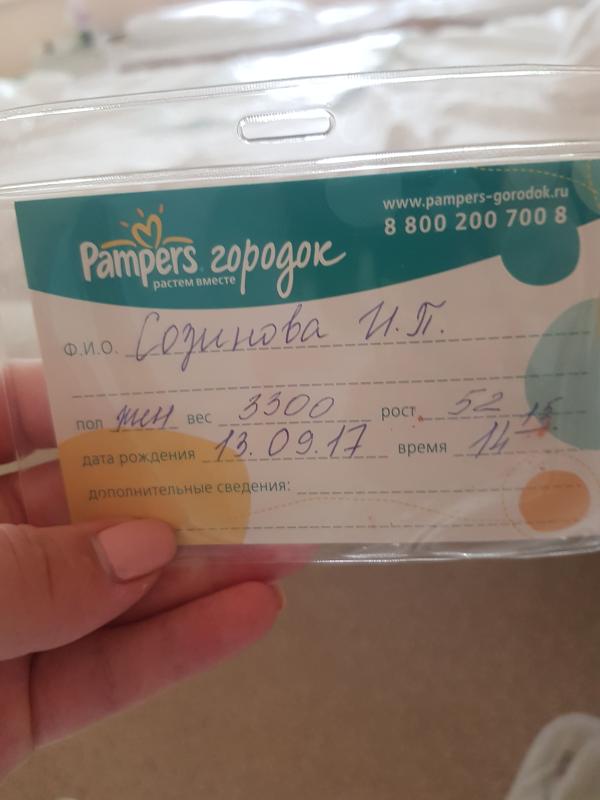 www.pampers-gorodok.ru
8 800 200 700 8
Pampers городок
растем вместе
Ф.И.О. Созинова И.П.
пол жен вес 3300 рост 52
дата рождения 13.09.17 время 14 15
дополнительные сведения: